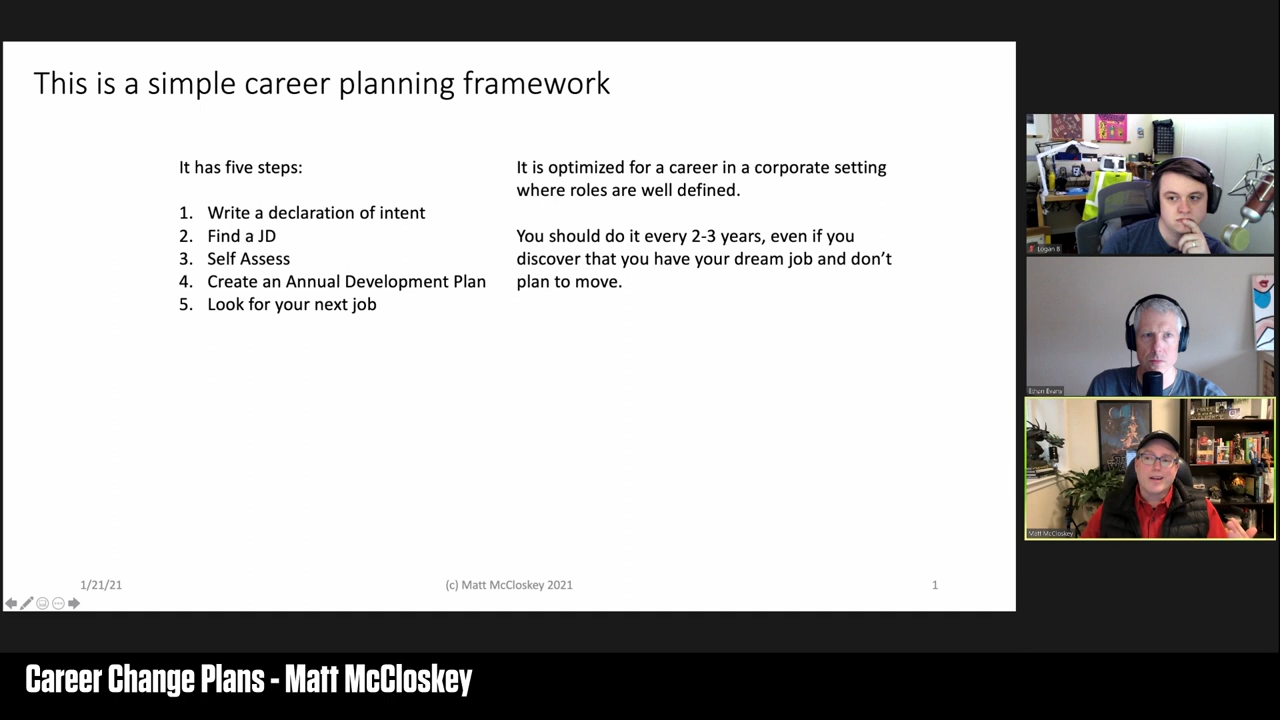 This is a simple career planning framework
It has five steps:
1. Write a declaration of intent
2. Find a JD
3. Self Assess
4. Create an Annual Development Plan
5. Look for your next job
It is optimized for a career in a corporate setting
where roles are well defined.
You should do it every 2-3 years, even if you
discover that you have your dream job and don't
plan to move.
1/21/21
(c) Matt McCloskey 2021
1
Logan B
Ethan Evans
Matt McCloskey
Career Change Plans - Matt McCloskey